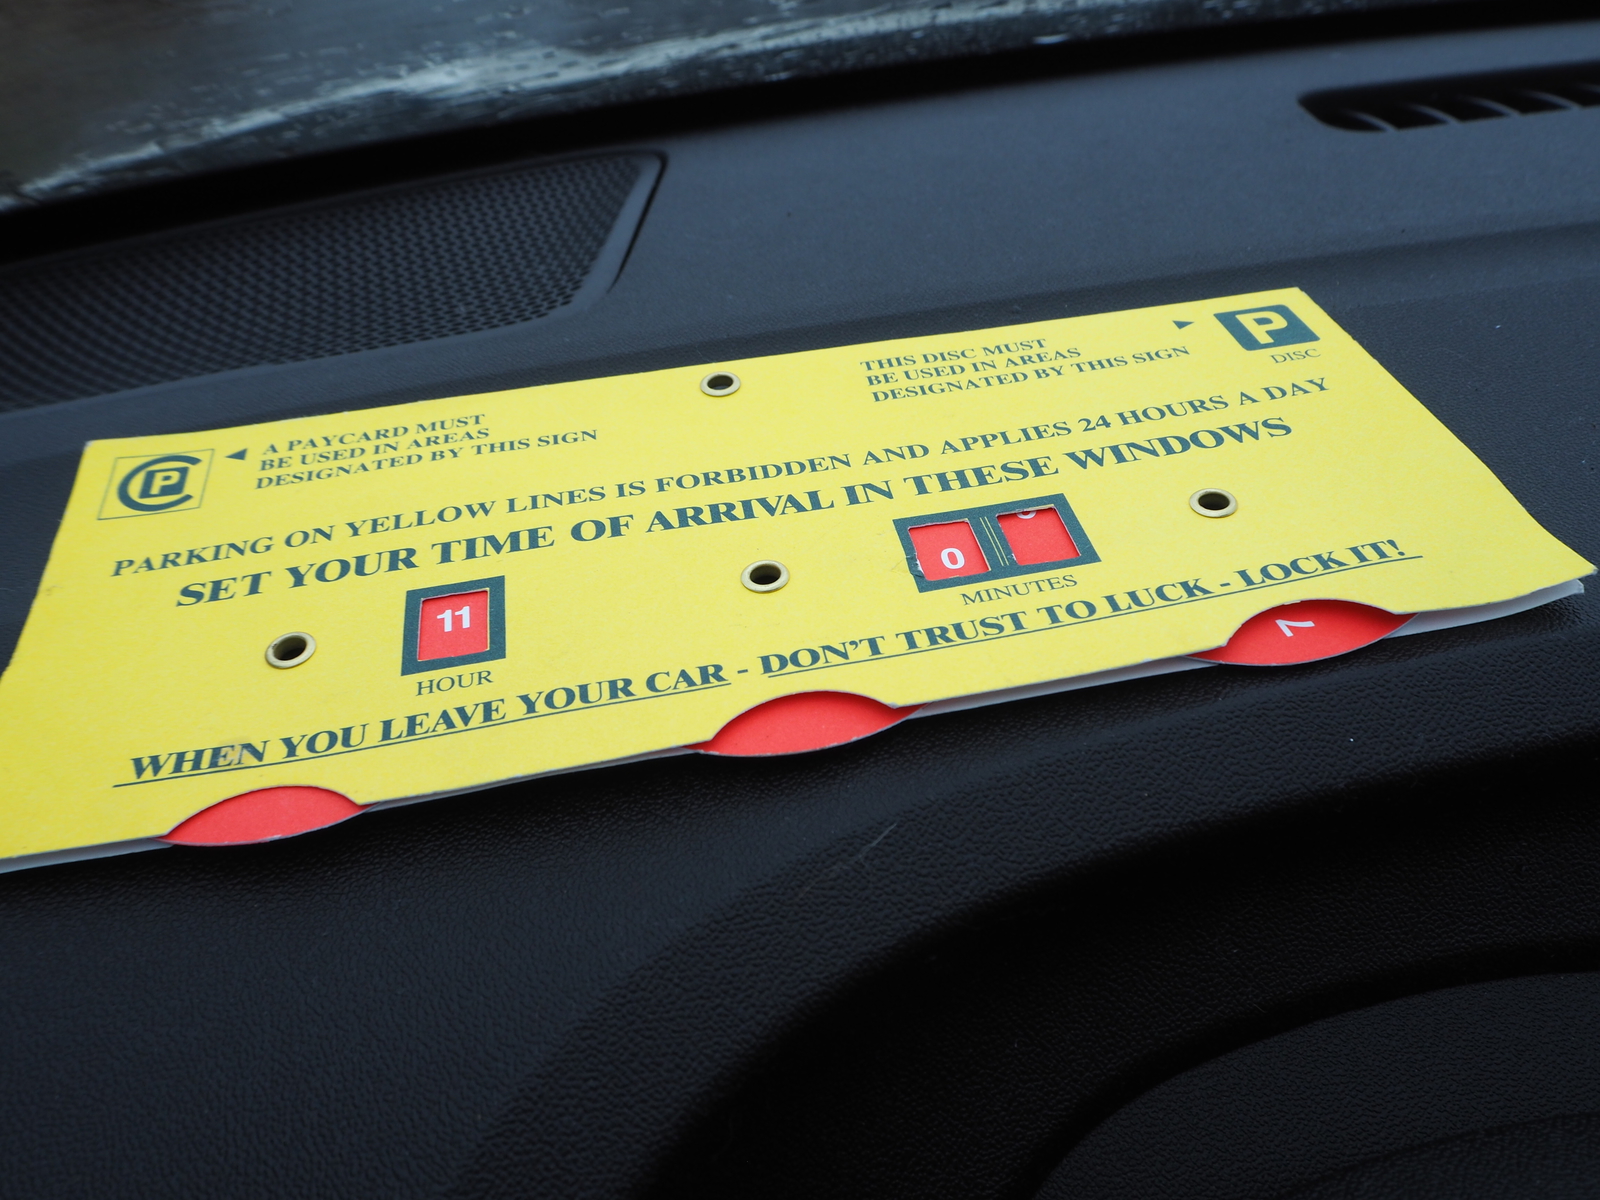 CP
A PAYCARD MUST
BE USED IN AREAS
DESIGNATED BY THIS SIGN
THIS DISC MUST
BE USED IN AREAS
DESIGNATED BY THIS SIGN
P
DISC
PARKING ON YELLOW LINES IS FORBIDDEN AND APPLIES 24 HOURS A DAY
SET YOUR TIME OF ARRIVAL IN THESE WINDOWS
11
HOUR
0
MINUTES
WHEN YOU LEAVE YOUR CAR - DON'T TRUST TO LUCK - LOCK IT!
7